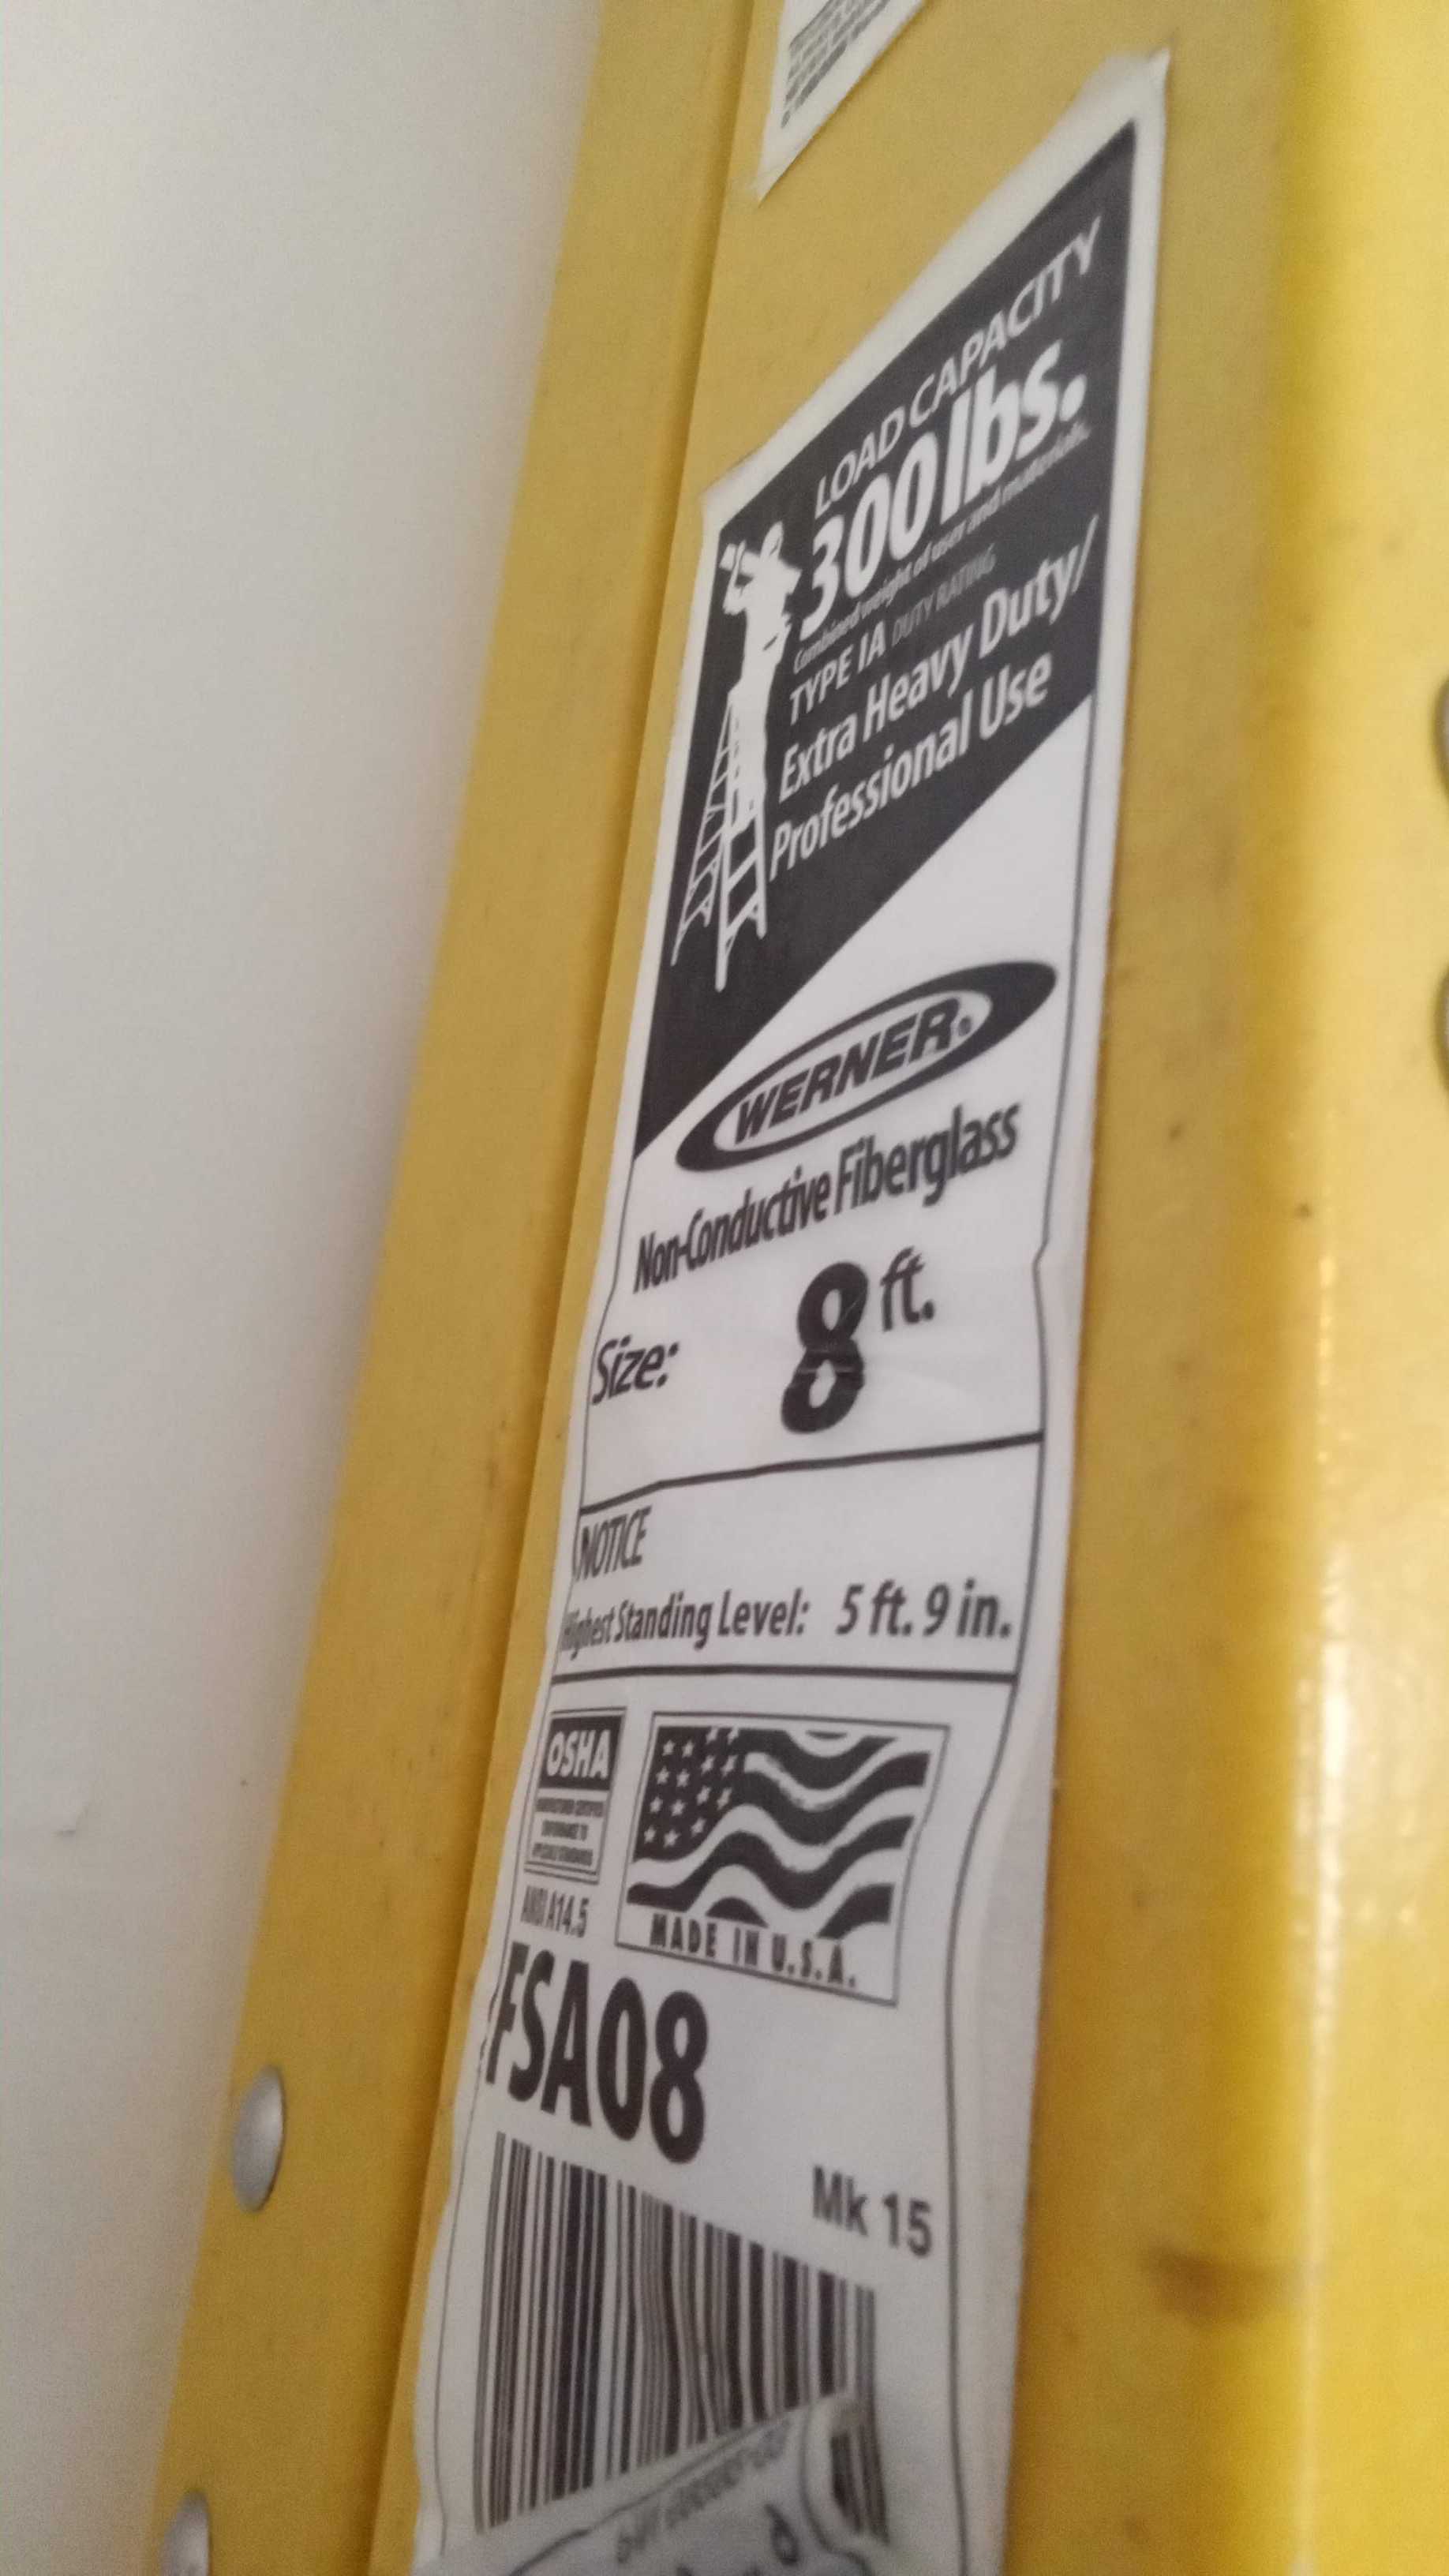 LOAD CAPACITY
300 lbs.
Combined weight of user and materials.
TYPE IA DUTY RATING
Extra Heavy Duty/
Professional Use
WERNER®
Non-Conductive Fiberglass
Size: 8 ft.
NOTICE
Highest Standing Level: 5 ft. 9 in.
OSHA
ANSI A14.5
MADE IN U.S.A.
FSA08
Mk 15